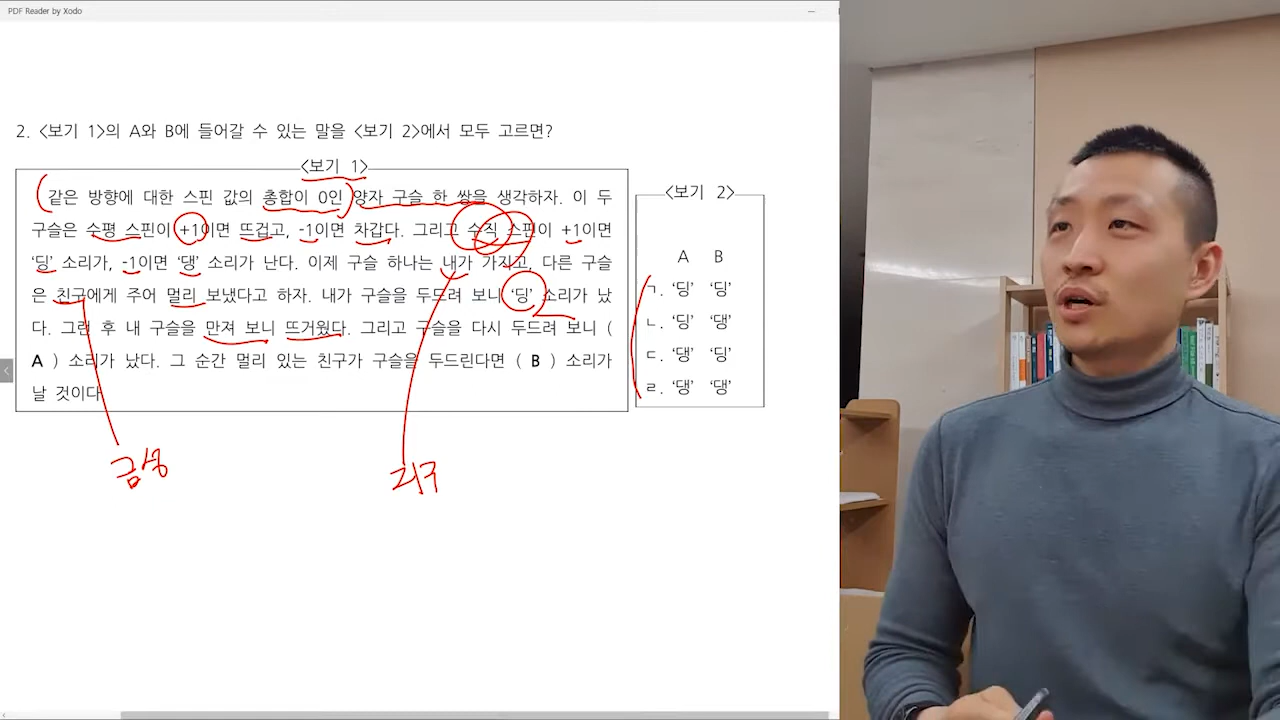 PDF Reader by Xodo
2. <보기 1>의 A와 B에 들어갈 수 있는 말을 <보기 2>에서 모두 고르면?
<보기 1>
같은 방향에 대한 스핀 값의 총합이 0인 양자 구슬 한 쌍을 생각하자. 이 두
구슬은 수평 스핀이 +1이면 뜨겁고, -1이면 차갑다. 그리고 수직 스핀이 +1이면
‘딩’ 소리가, -1이면 ‘댕’ 소리가 난다. 이제 구슬 하나는 내가 가지고, 다른 구슬
은 친구에게 주어 멀리 보냈다고 하자. 내가 구슬을 두드려 보니 ‘딩’ 소리가 났
다. 그런 후 내 구슬을 만져 보니 뜨거웠다. 그리고 구슬을 다시 두드려 보니 (
A ) 소리가 났다. 그 순간 멀리 있는 친구가 구슬을 두드린다면 ( B ) 소리가
날 것이다.
<보기 2>
A B
ㄱ. ‘딩’ ‘딩’
ㄴ. ‘딩’ ‘댕’
ㄷ. ‘댕’ ‘딩’
ㄹ. ‘댕’ ‘댕’
금성
지구